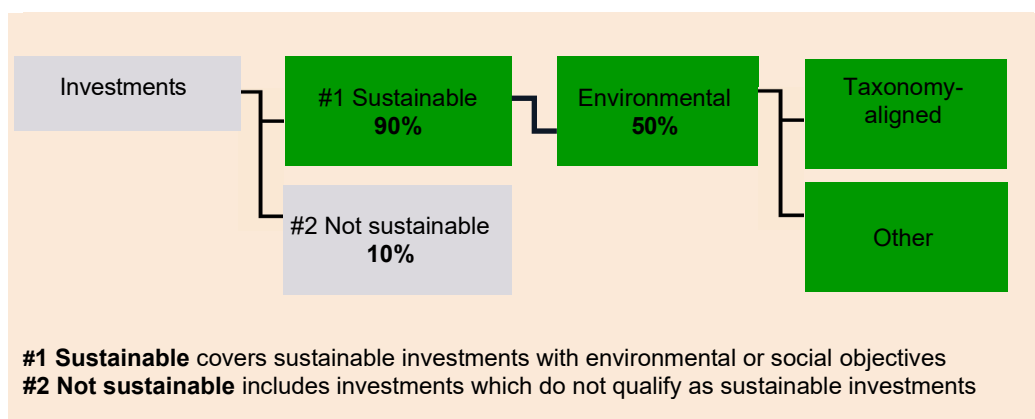 Investments
#1 Sustainable
90%
#2 Not sustainable
10%
Environmental
50%
Taxonomy-
aligned
Other
#1 Sustainable covers sustainable investments with environmental or social objectives
#2 Not sustainable includes investments which do not qualify as sustainable investments